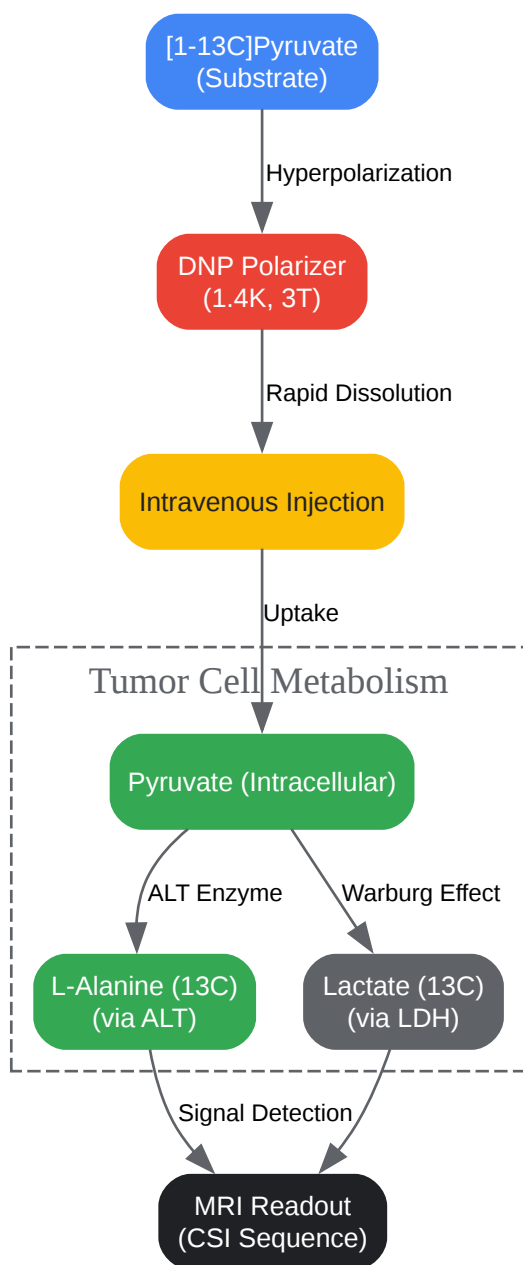 [1-13C]Pyruvate
(Substrate)
Hyperpolarization
DNP Polarizer
(1.4K, 3T)
Rapid Dissolution
Intravenous Injection
Uptake
Tumor Cell Metabolism
Pyruvate (Intracellular)
ALT Enzyme
Warburg Effect
L-Alanine (13C)
(via ALT)
Lactate (13C)
(via LDH)
Signal Detection
MRI Readout
(CSI Sequence)